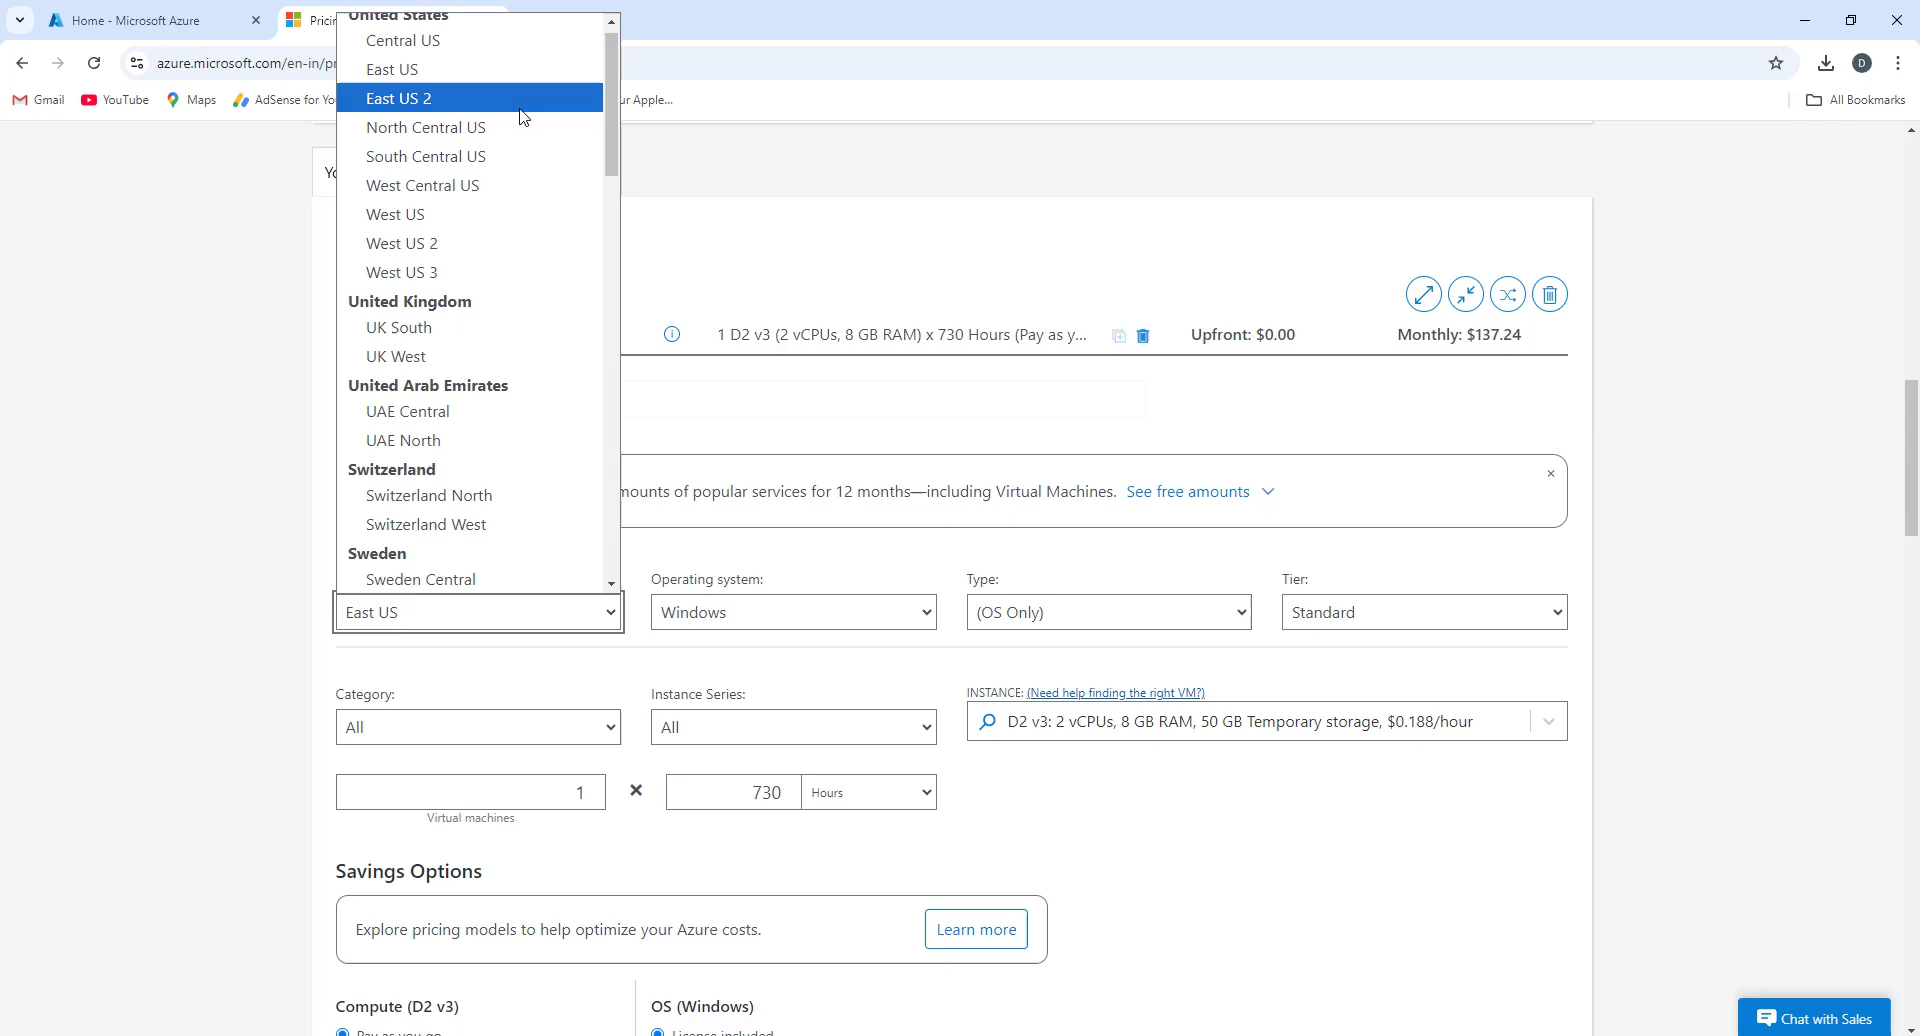 Home - Microsoft Azure
Pricin
azure.microsoft.com/en-in/pr
Gmail
YouTube
Maps
AdSense for Yo
ur Apple...
All Bookmarks
D
United States
Central US
East US
East US 2
North Central US
South Central US
West Central US
West US
West US 2
West US 3
United Kingdom
UK South
UK West
United Arab Emirates
UAE Central
UAE North
Switzerland
Switzerland North
Switzerland West
Sweden
Sweden Central
Yo
1 D2 v3 (2 vCPUs, 8 GB RAM) x 730 Hours (Pay as y...
Upfront: $0.00
Monthly: $137.24
mounts of popular services for 12 months—including Virtual Machines. See free amounts
Operating system:
Type:
Tier:
East US
Windows
(OS Only)
Standard
Category:
Instance Series:
INSTANCE: (Need help finding the right VM?)
All
All
D2 v3: 2 vCPUs, 8 GB RAM, 50 GB Temporary storage, $0.188/hour
1
730
Hours
Virtual machines
Savings Options
Explore pricing models to help optimize your Azure costs.
Learn more
Compute (D2 v3)
OS (Windows)
Pay as you go
License included
Chat with Sales